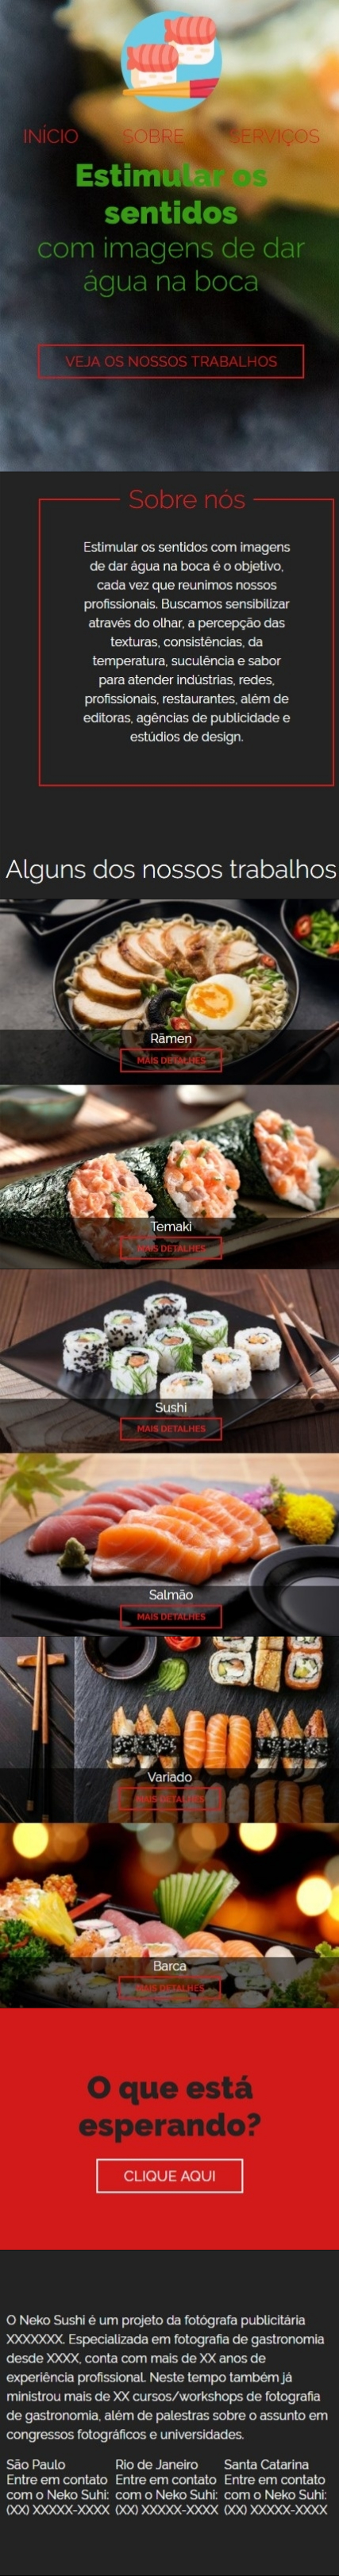 INÍCIO SOBRE SERVIÇOS
Estimular os
sentidos
com imagens de dar
água na boca
VEJA OS NOSSOS TRABALHOS
Sobre nós
Estimular os sentidos com imagens
de dar água na boca é o objetivo,
cada vez que reunimos nossos
profissionais. Buscamos sensibilizar
através do olhar, a percepção das
texturas, consistências, da
temperatura, suculência e sabor
para atender indústrias, redes,
profissionais, restaurantes, além de
editoras, agências de publicidade e
estúdios de design.
Alguns dos nossos trabalhos
Rāmen
MAIS DETALHES
Temaki
MAIS DETALHES
Sushi
MAIS DETALHES
Salmão
MAIS DETALHES
Variado
MAIS DETALHES
Barca
MAIS DETALHES
O que está
esperando?
CLIQUE AQUI
O Neko Sushi é um projeto da fotógrafa publicitária
XXXXXXX. Especializada em fotografia de gastronomia
desde XXXX, conta com mais de XX anos de
experiência profissional. Neste tempo também já
ministrou mais de XX cursos/workshops de fotografia
de gastronomia, além de palestras sobre o assunto em
congressos fotográficos e universidades.
São Paulo
Entre em contato
com o Neko Suhi:
(XX) XXXXX-XXXX
Rio de Janeiro
Entre em contato
com o Neko Suhi:
(XX) XXXXX-XXXX
Santa Catarina
Entre em contato
com o Neko Suhi:
(XX) XXXXX-XXXX